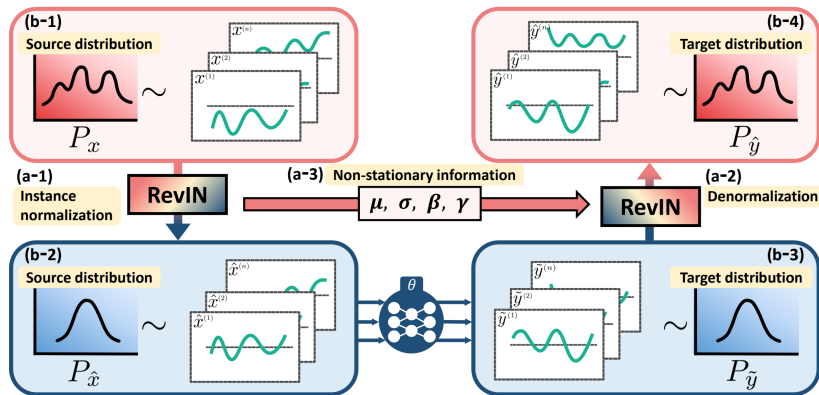 (b-1)
Source distribution
P_x
∼
x^(n)
x^(2)
x^(1)
(b-4)
Target distribution
ŷ^(n)
ŷ^(2)
ŷ^(1)
∼
P_ŷ
(a-1)
Instance
normalization
RevIN
(a-3)
Non-stationary information
μ, σ, β, γ
RevIN
(a-2)
Denormalization
(b-2)
Source distribution
P_x̂
∼
x̂^(n)
x̂^(2)
x̂^(1)
θ
(b-3)
Target distribution
ỹ^(n)
ỹ^(2)
ỹ^(1)
∼
P_ỹ